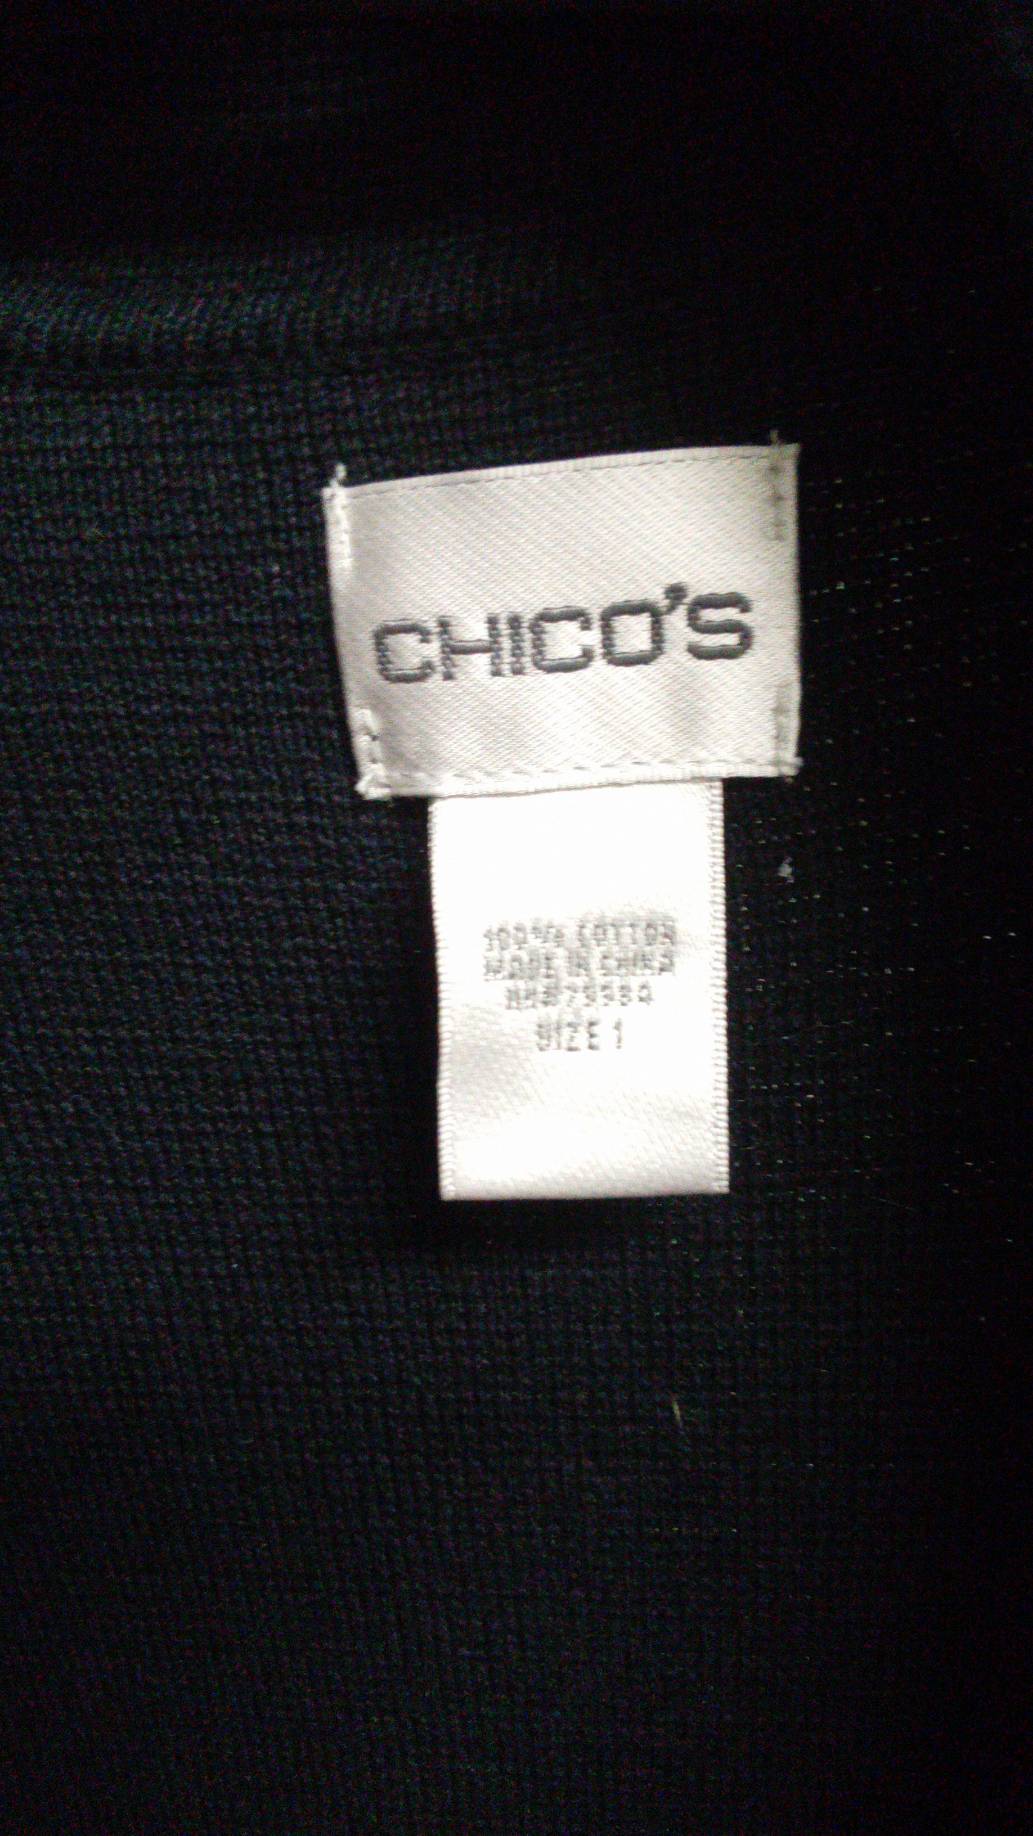 CHICO'S
100% COTTON
MADE IN CHINA
SIZE 1